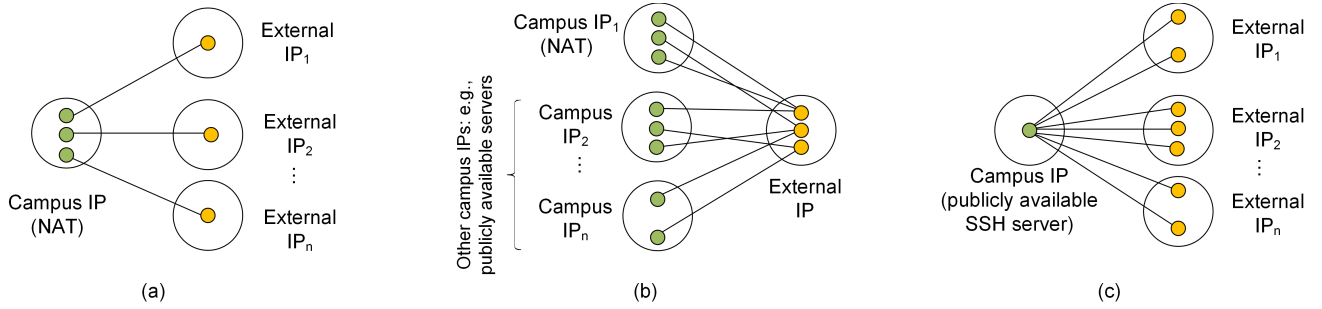 External
IP1
External
IP2
⋮
External
IPn
Campus IP
(NAT)
(a)
Campus IP1
(NAT)
Other campus IPs: e.g.,
publicly available servers
Campus
IP2
⋮
Campus
IPn
External
IP
(b)
External
IP1
External
IP2
⋮
External
IPn
Campus IP
(publicly available
SSH server)
(c)